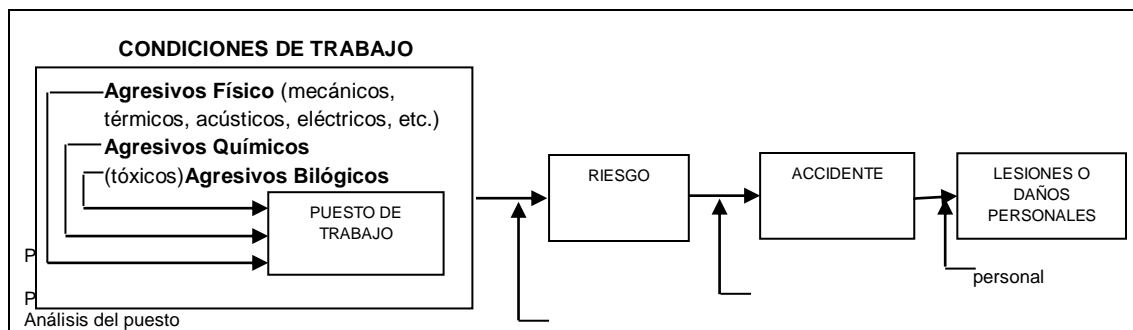 CONDICIONES DE TRABAJO
Agresivos Físico (mecánicos,
térmicos, acústicos, eléctricos, etc.)
Agresivos Químicos
(tóxicos)Agresivos Bilógicos
PUESTO DE
TRABAJO
RIESGO
ACCIDENTE
LESIONES O
DAÑOS
PERSONALES
P
personal
P
Análisis del puesto